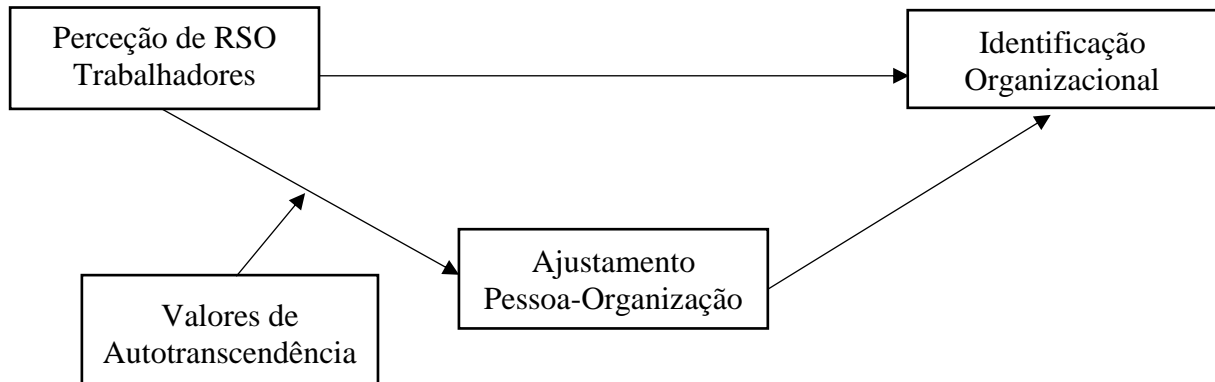 Perceção de RSO
Trabalhadores
Identificação
Organizacional
Ajustamento
Pessoa-Organização
Valores de
Autotranscendência